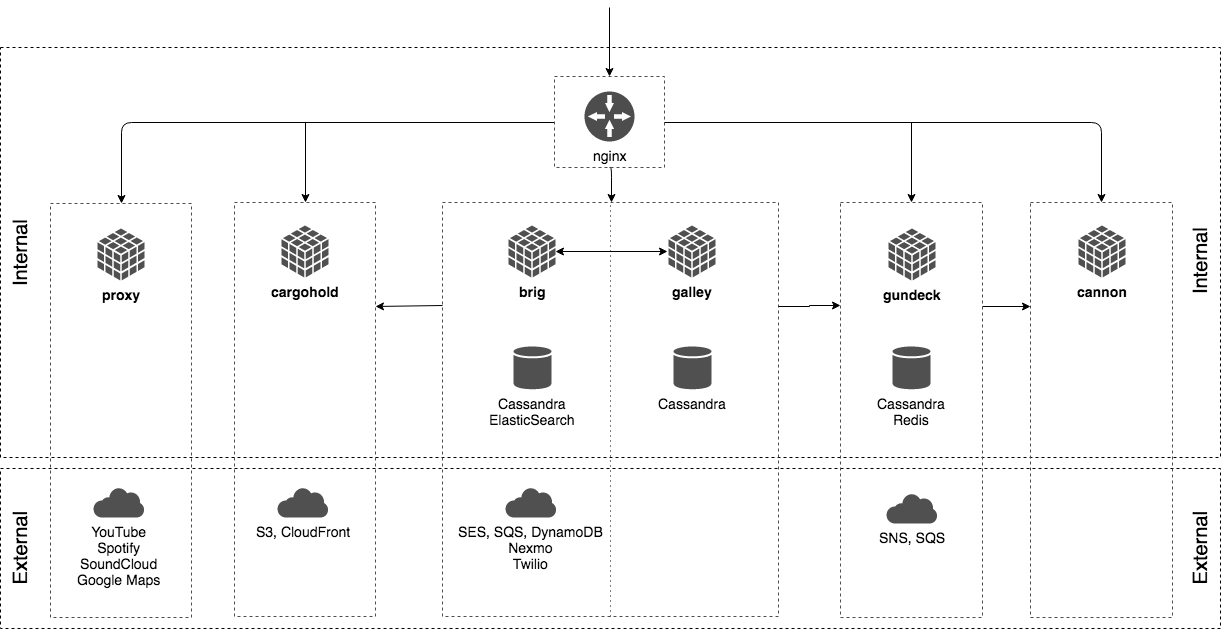 nginx
Internal
Internal
proxy
cargohold
brig
galley
gundeck
cannon
Cassandra
ElasticSearch
Cassandra
Cassandra
Redis
External
External
YouTube
Spotify
SoundCloud
Google Maps
S3, CloudFront
SES, SQS, DynamoDB
Nexmo
Twilio
SNS, SQS